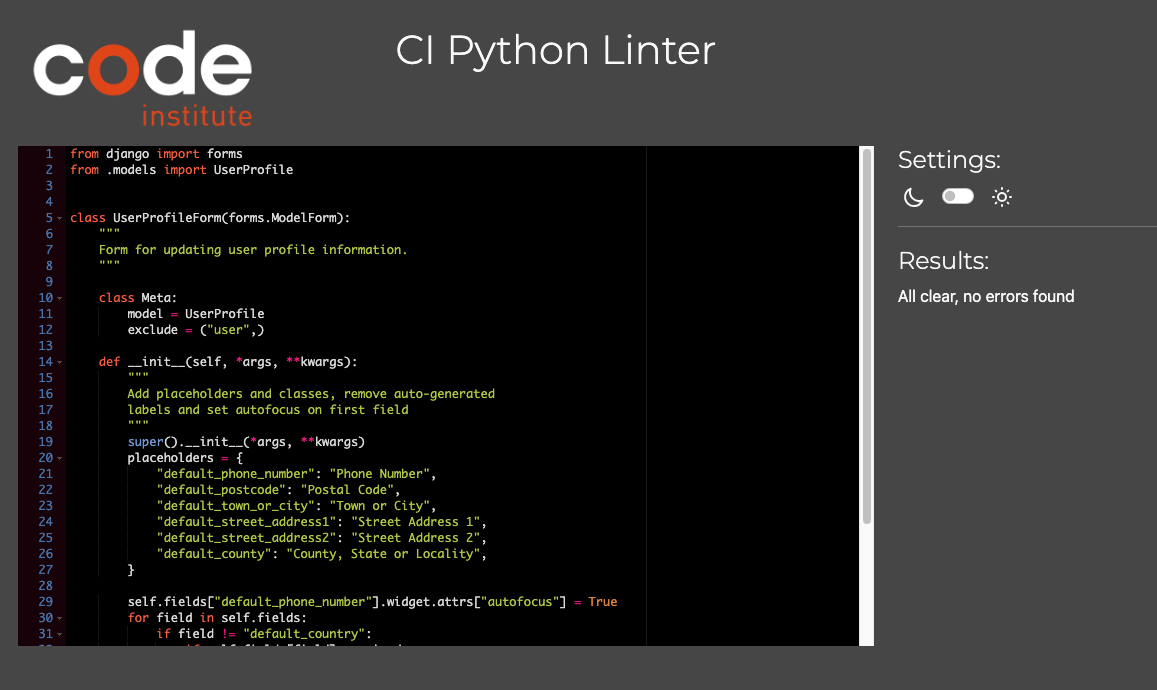 code
institute
CI Python Linter
1 from django import forms
2 from .models import UserProfile
3
4
5 class UserProfileForm(forms.ModelForm):
6     """
7     Form for updating user profile information.
8     """
9
10     class Meta:
11         model = UserProfile
12         exclude = ("user",)
13
14     def __init__(self, *args, **kwargs):
15         """
16         Add placeholders and classes, remove auto-generated
17         labels and set autofocus on first field
18         """
19         super().__init__(*args, **kwargs)
20         placeholders = {
21             "default_phone_number": "Phone Number",
22             "default_postcode": "Postal Code",
23             "default_town_or_city": "Town or City",
24             "default_street_address1": "Street Address 1",
25             "default_street_address2": "Street Address 2",
26             "default_county": "County, State or Locality",
27         }
28
29         self.fields["default_phone_number"].widget.attrs["autofocus"] = True
30         for field in self.fields:
31             if field != "default_country":
Settings:
Results:
All clear, no errors found